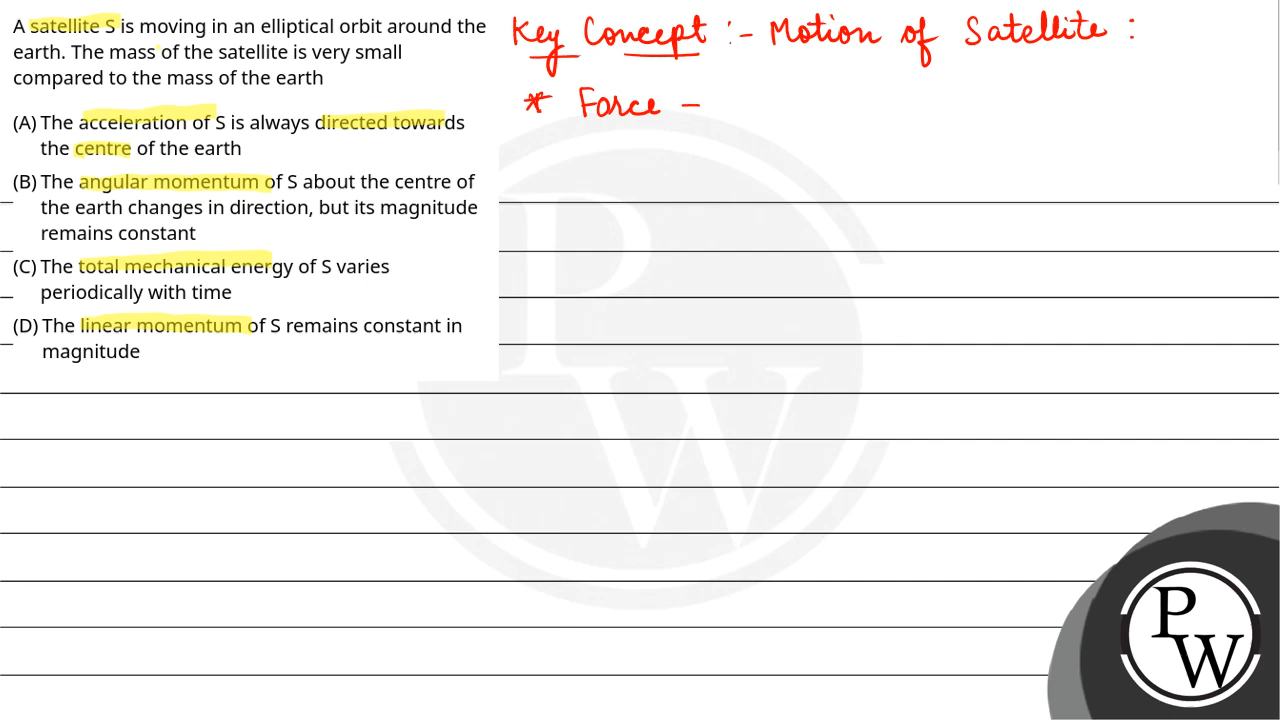 A satellite S is moving in an elliptical orbit around the
earth. The mass of the satellite is very small
compared to the mass of the earth
(A) The acceleration of S is always directed towards
the centre of the earth
(B) The angular momentum of S about the centre of
the earth changes in direction, but its magnitude
remains constant
(C) The total mechanical energy of S varies
periodically with time
(D) The linear momentum of S remains constant in
magnitude
Key Concept :- Motion of Satellite :
* Force -
PW
PW